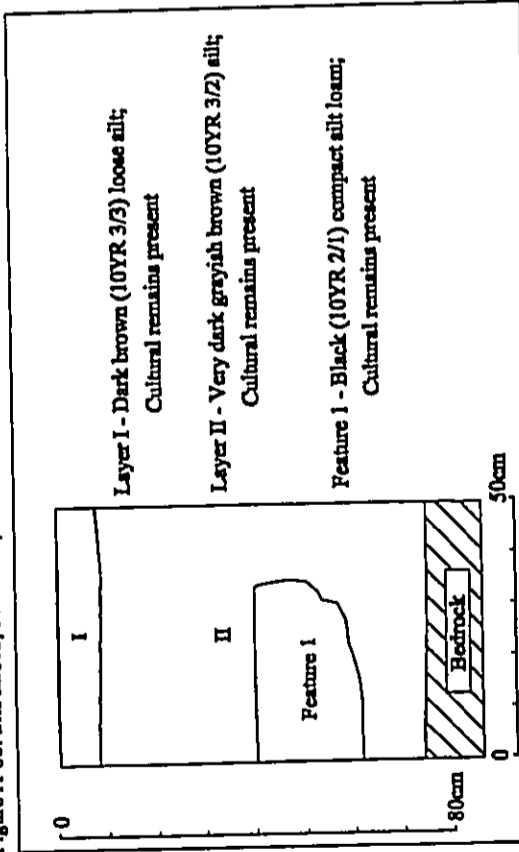 I
II
Feature 1
Bedrock
0
80cm
0
50cm
Layer I - Dark brown (10YR 3/3) loose silt;
Cultural remains present
Layer II - Very dark grayish brown (10YR 3/2) silt;
Cultural remains present
Feature 1 - Black (10YR 2/1) compact silt loam;
Cultural remains present